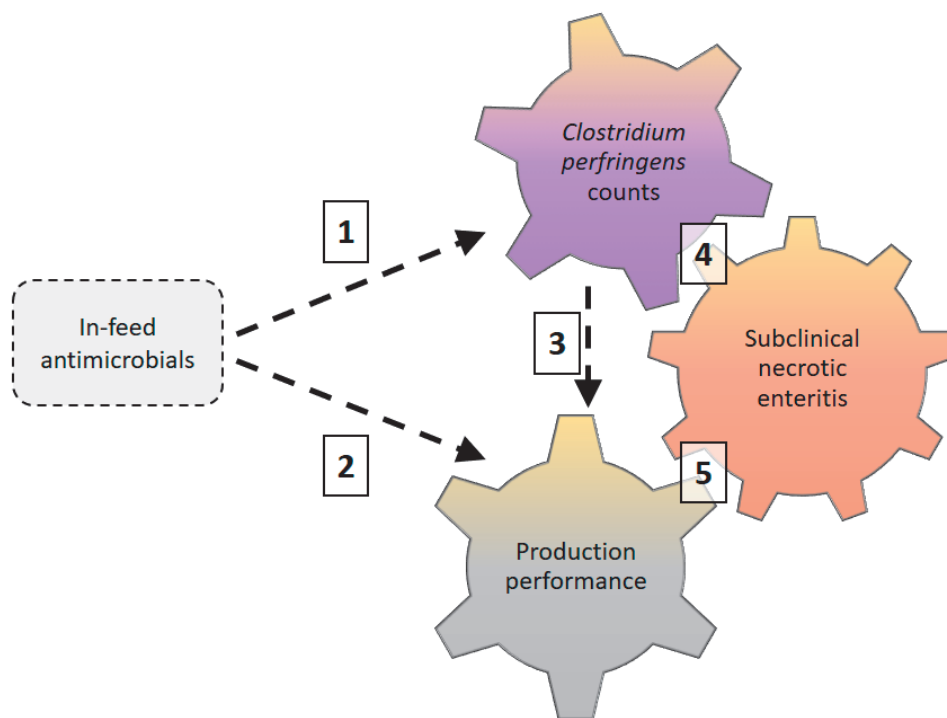 Clostridium
perfringens
counts
1
4
In-feed
antimicrobials
3
Subclinical
necrotic
enteritis
2
5
Production
performance